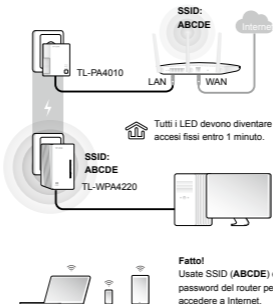 SSID:
ABCDE
Internet
TL-PA4010
LAN
WAN
Tutti i LED devono diventare
accesi fissi entro 1 minuto.
SSID:
ABCDE
TL-WPA4220
Fatto!
Usate SSID (ABCDE)
password del router pe
accedere a Internet.